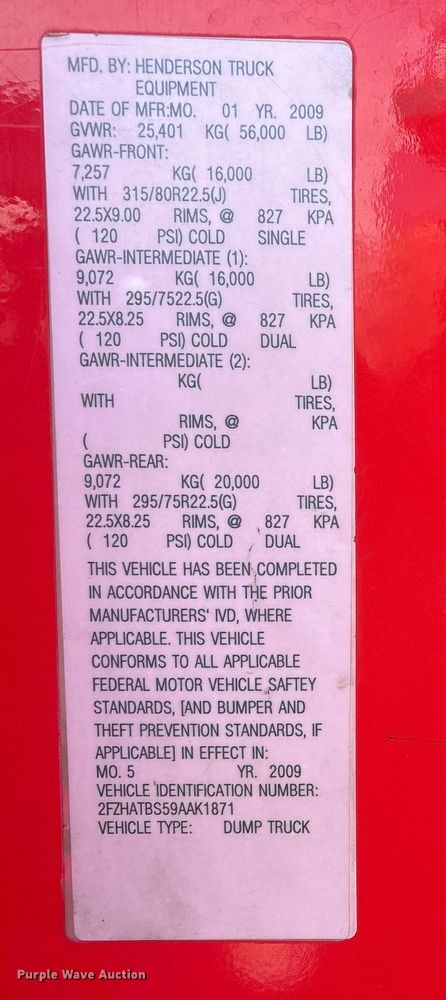 MFD. BY: HENDERSON TRUCK
EQUIPMENT
DATE OF MFR:MO. 01 YR. 2009
GVWR: 25,401 KG( 56,000 LB)
GAWR-FRONT:
7,257 KG( 16,000 LB)
WITH 315/80R22.5(J) TIRES,
22.5X9.00 RIMS, @ 827 KPA
( 120 PSI) COLD SINGLE
GAWR-INTERMEDIATE (1):
9,072 KG( 16,000 LB)
WITH 295/7522.5(G) TIRES,
22.5X8.25 RIMS, @ 827 KPA
( 120 PSI) COLD DUAL
GAWR-INTERMEDIATE (2):
KG( LB)
WITH TIRES,
RIMS, @ KPA
( PSI) COLD
GAWR-REAR:
9,072 KG( 20,000 LB)
WITH 295/75R22.5(G) TIRES,
22.5X8.25 RIMS, @ 827 KPA
( 120 PSI) COLD DUAL
THIS VEHICLE HAS BEEN COMPLETED
IN ACCORDANCE WITH THE PRIOR
MANUFACTURERS' IVD, WHERE
APPLICABLE. THIS VEHICLE
CONFORMS TO ALL APPLICABLE
FEDERAL MOTOR VEHICLE SAFTEY
STANDARDS, [AND BUMPER AND
THEFT PREVENTION STANDARDS, IF
APPLICABLE] IN EFFECT IN:
MO. 5 YR. 2009
VEHICLE IDENTIFICATION NUMBER:
2FZHATBS59AAK1871
VEHICLE TYPE: DUMP TRUCK
Purple Wave Auction